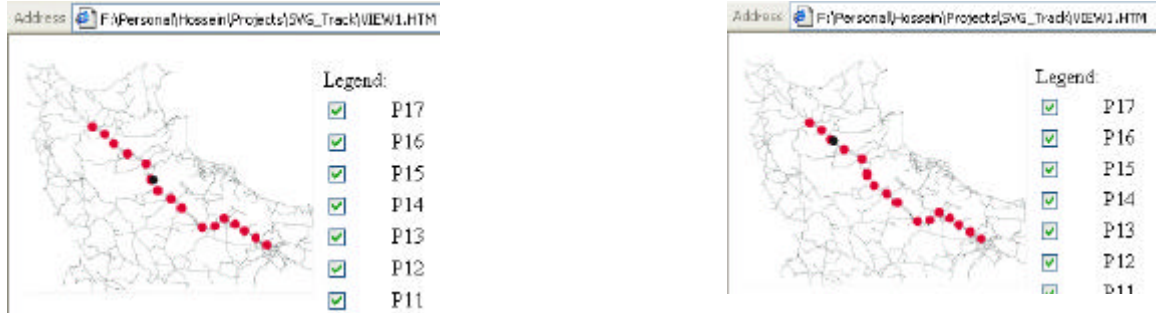 Address F:\Personal\Hossein\Projects\SVG_Track\VIEW1.HTM
Legend:
P17
P16
P15
P14
P13
P12
P11
Address F:\Personal\Hossein\Projects\SVG_Track\VIEW1.HTM
Legend:
P17
P16
P15
P14
P13
P12
P11